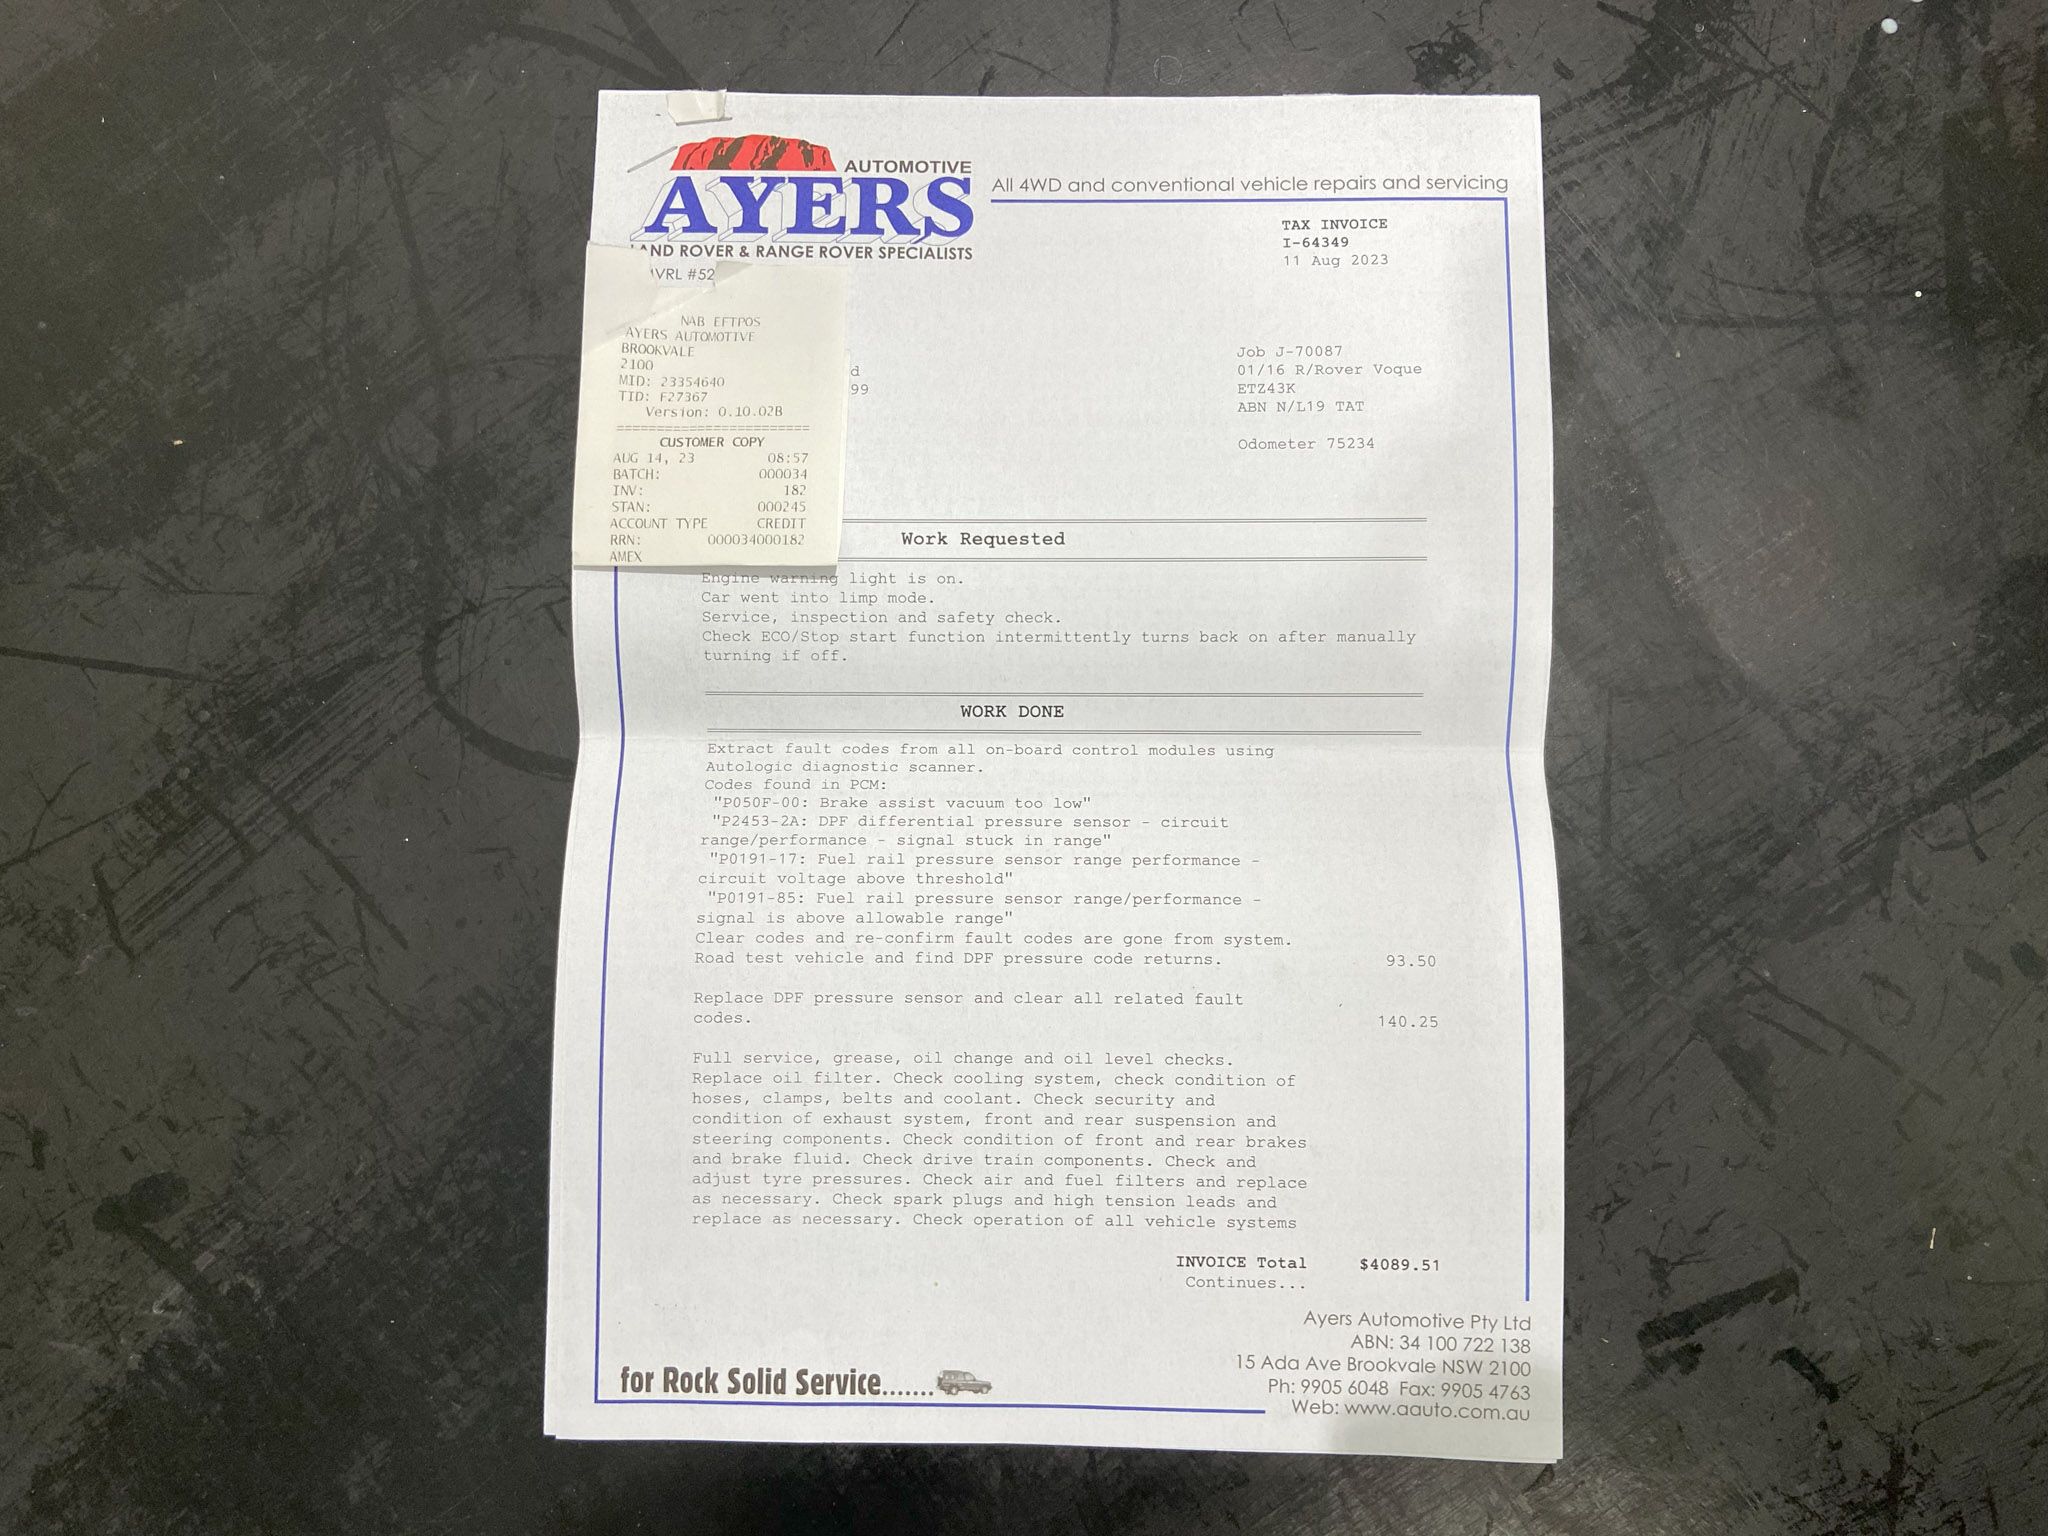 AUTOMOTIVE
AYERS
LAND ROVER & RANGE ROVER SPECIALISTS
All 4WD and conventional vehicle repairs and servicing
VRL #52
TAX INVOICE
I-64349
11 Aug 2023
NAB EFTPOS
AYERS AUTOMOTIVE
BROOKVALE
2100
MID: 23354640
TID: F27367
Version: 0.10.02B
CUSTOMER COPY
AUG 14, 23 08:57
BATCH: 000034
INV: 182
STAN: 000245
ACCOUNT TYPE CREDIT
RRN: 000034000182
AMEX
d
99
Job J-70087
01/16 R/Rover Voque
ETZ43K
ABN N/L19 TAT
Odometer 75234
Work Requested
Engine warning light is on.
Car went into limp mode.
Service, inspection and safety check.
Check ECO/Stop start function intermittently turns back on after manually
turning if off.
WORK DONE
Extract fault codes from all on-board control modules using
Autologic diagnostic scanner.
Codes found in PCM:
"P050F-00: Brake assist vacuum too low"
"P2453-2A: DPF differential pressure sensor - circuit
range/performance - signal stuck in range"
"P0191-17: Fuel rail pressure sensor range performance -
circuit voltage above threshold"
"P0191-85: Fuel rail pressure sensor range/performance -
signal is above allowable range"
Clear codes and re-confirm fault codes are gone from system.
Road test vehicle and find DPF pressure code returns. 93.50
Replace DPF pressure sensor and clear all related fault
codes. 140.25
Full service, grease, oil change and oil level checks.
Replace oil filter. Check cooling system, check condition of
hoses, clamps, belts and coolant. Check security and
condition of exhaust system, front and rear suspension and
steering components. Check condition of front and rear brakes
and brake fluid. Check drive train components. Check and
adjust tyre pressures. Check air and fuel filters and replace
as necessary. Check spark plugs and high tension leads and
replace as necessary. Check operation of all vehicle systems
INVOICE Total $4089.51
Continues...
Ayers Automotive Pty Ltd
ABN: 34 100 722 138
15 Ada Ave Brookvale NSW 2100
Ph: 9905 6048 Fax: 9905 4763
Web: www.aauto.com.au
for Rock Solid Service.......